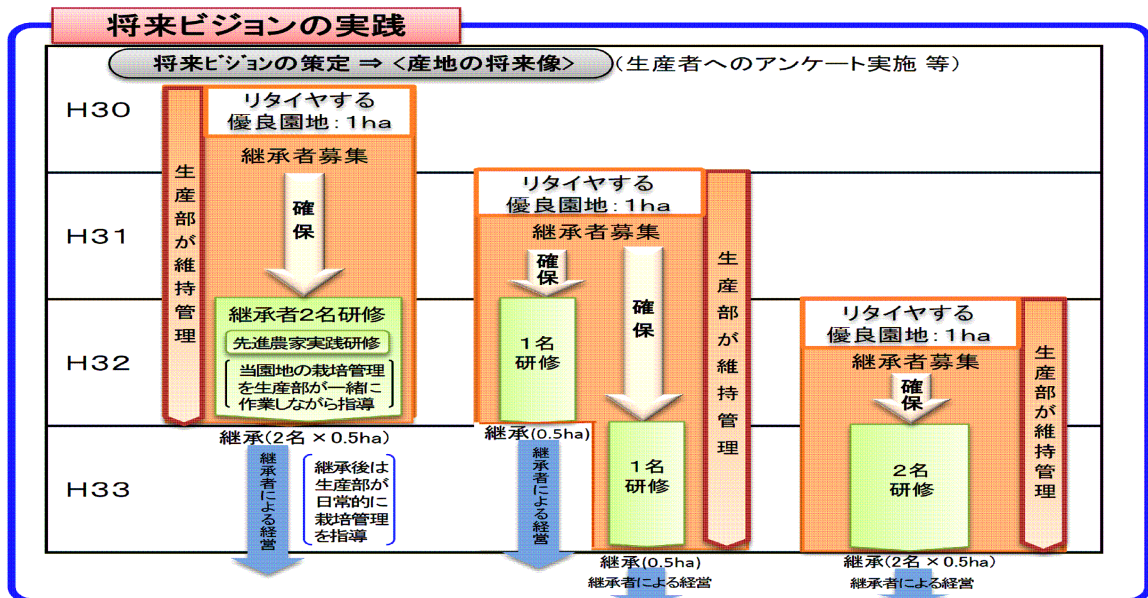 将来ビジョンの実践
将来ビジョンの策定 ⇒ <産地の将来像>
(生産者へのアンケート実施 等)
H30
リタイヤする
優良園地:1ha
継承者募集
確保
生産部が維持管理
継承者2名研修
先進農家実践研修
当園地の栽培管理
を生産部が一緒に
作業しながら指導
継承(2名×0.5ha)
継承者による経営
継承後は
生産部が
日常的に
栽培管理
を指導
H31
リタイヤする
優良園地:1ha
継承者募集
確保
確保
生産部が維持管理
1名
研修
継承(0.5ha)
継承者による経営
1名
研修
継承(0.5ha)
継承者による経営
H32
リタイヤする
優良園地:1ha
継承者募集
確保
生産部が維持管理
2名
研修
継承(2名×0.5ha)
継承者による経営
H33